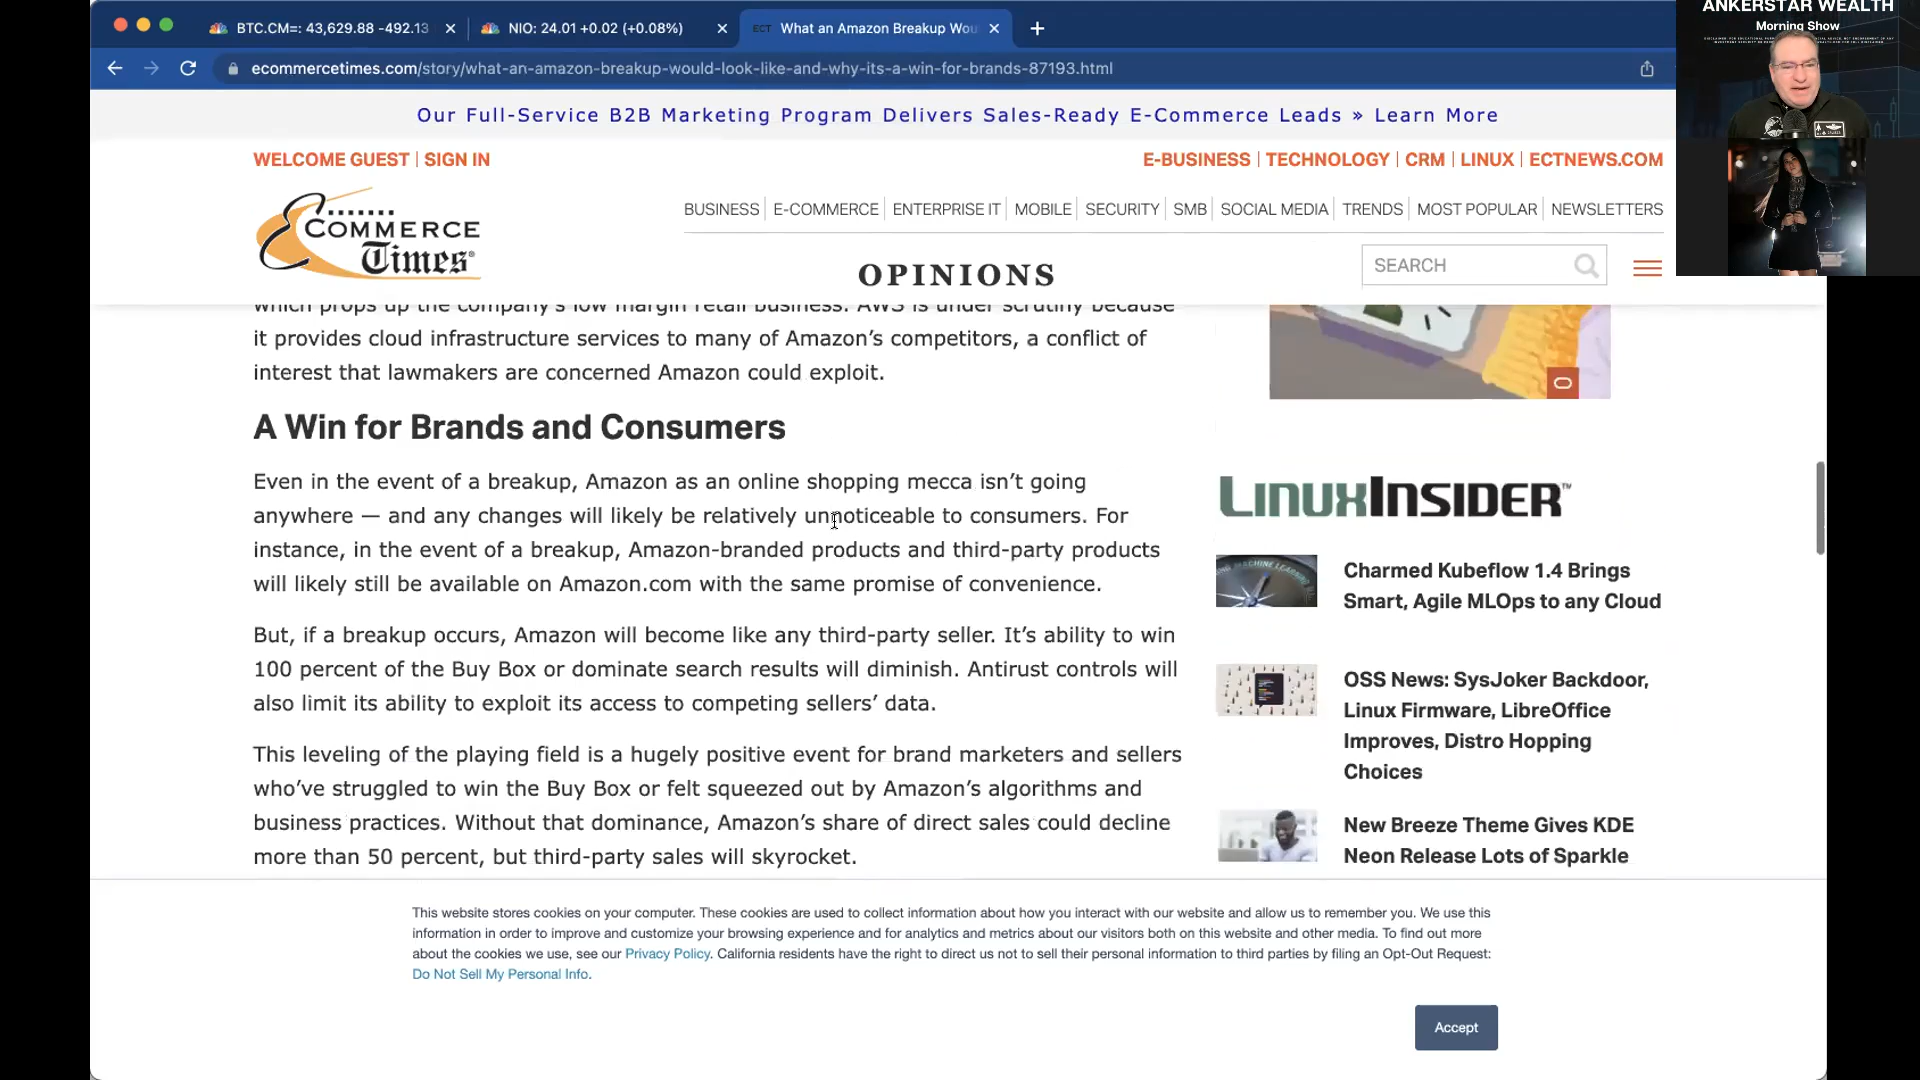 ANKERSTAR WEALTH
Morning Show
BTC.CM=: 43,629.88 -492.13
NIO: 24.01 +0.02 (+0.08%)
ECT What an Amazon Breakup Wou
ecommercetimes.com/story/what-an-amazon-breakup-would-look-like-and-why-its-a-win-for-brands-87193.html
Our Full-Service B2B Marketing Program Delivers Sales-Ready E-Commerce Leads » Learn More
WELCOME GUEST | SIGN IN
E-BUSINESS | TECHNOLOGY | CRM | LINUX | ECTNEWS.COM
E-COMMERCE Times®
BUSINESS | E-COMMERCE | ENTERPRISE IT | MOBILE | SECURITY | SMB | SOCIAL MEDIA | TRENDS | MOST POPULAR | NEWSLETTERS
OPINIONS
SEARCH
which props up the company's low margin retail business. AWS is under scrutiny because
it provides cloud infrastructure services to many of Amazon's competitors, a conflict of
interest that lawmakers are concerned Amazon could exploit.
A Win for Brands and Consumers
Even in the event of a breakup, Amazon as an online shopping mecca isn't going
anywhere — and any changes will likely be relatively unnoticeable to consumers. For
instance, in the event of a breakup, Amazon-branded products and third-party products
will likely still be available on Amazon.com with the same promise of convenience.
But, if a breakup occurs, Amazon will become like any third-party seller. It's ability to win
100 percent of the Buy Box or dominate search results will diminish. Antirust controls will
also limit its ability to exploit its access to competing sellers' data.
This leveling of the playing field is a hugely positive event for brand marketers and sellers
who've struggled to win the Buy Box or felt squeezed out by Amazon's algorithms and
business practices. Without that dominance, Amazon's share of direct sales could decline
more than 50 percent, but third-party sales will skyrocket.
LINUXINSIDER™
Charmed Kubeflow 1.4 Brings
Smart, Agile MLOps to any Cloud
OSS News: SysJoker Backdoor,
Linux Firmware, LibreOffice
Improves, Distro Hopping
Choices
New Breeze Theme Gives KDE
Neon Release Lots of Sparkle
This website stores cookies on your computer. These cookies are used to collect information about how you interact with our website and allow us to remember you. We use this
information in order to improve and customize your browsing experience and for analytics and metrics about our visitors both on this website and other media. To find out more
about the cookies we use, see our Privacy Policy. California residents have the right to direct us not to sell their personal information to third parties by filing an Opt-Out Request:
Do Not Sell My Personal Info.
Accept